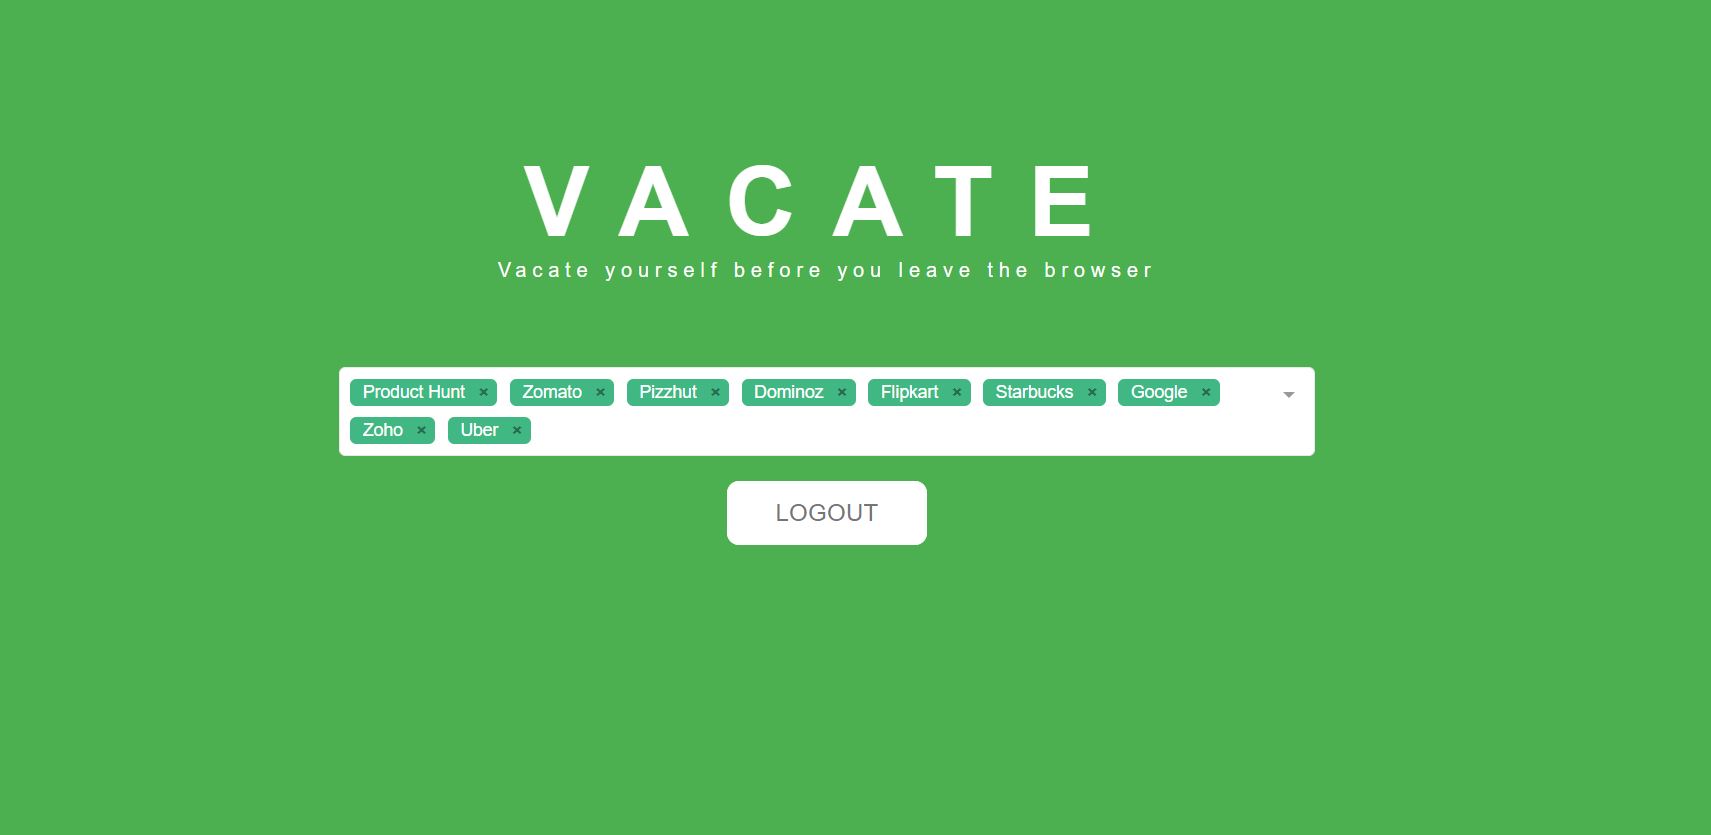 VACATE
Vacate yourself before you leave the browser
Product Hunt × Zomato × Pizzhut × Dominoz × Flipkart × Starbucks × Google ×
Zoho × Uber ×
LOGOUT